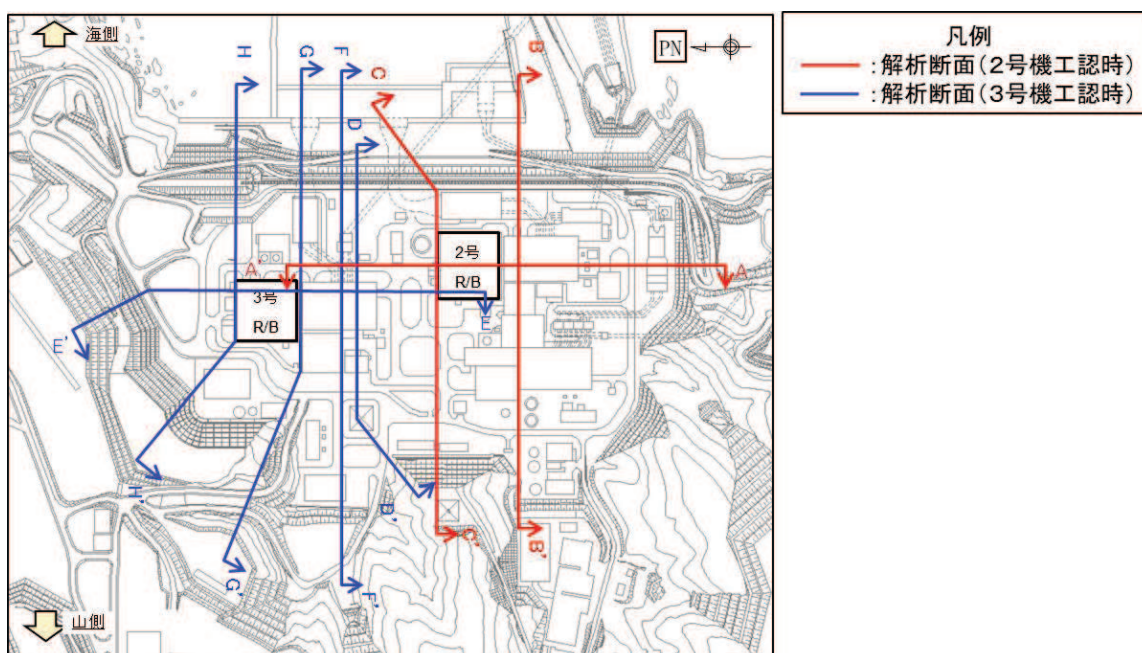 海側
H
G
F
C
D
B
PN
凡例
:解析断面(2号機工認時)
:解析断面(3号機工認時)
2号
R/B
A'
A
3号
R/B
E
E'
H'
D'
C'
B'
G'
F'
山側